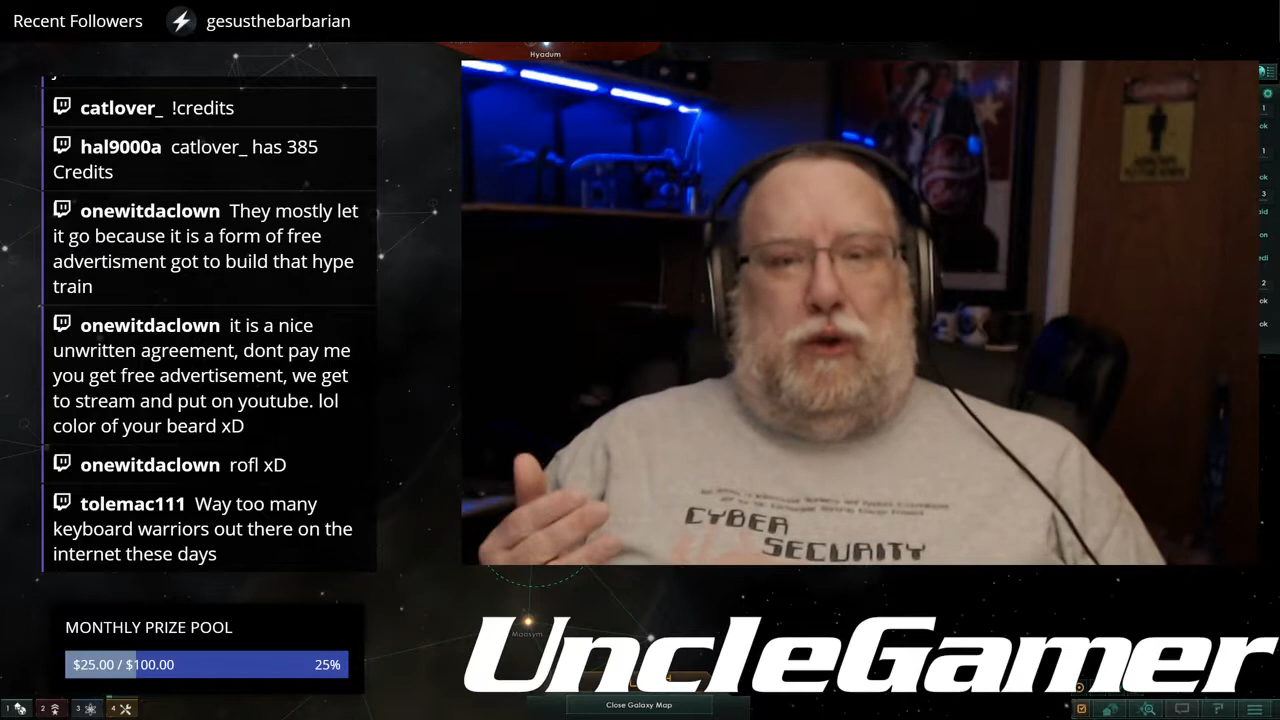 Recent Followers gesusthebarbarian
Hyadum
catlover_ !credits
hal9000a catlover_ has 385
Credits
onewitdaclown They mostly let
it go because it is a form of free
advertisment got to build that hype
train
onewitdaclown it is a nice
unwritten agreement, dont pay me
you get free advertisement, we get
to stream and put on youtube. lol
color of your beard xD
onewitdaclown rofl xD
tolemac111 Way too many
keyboard warriors out there on the
internet these days
CYBER
SECURITY
MONTHLY PRIZE POOL
$25.00 / $100.00 25%
UncleGamer
Close Galaxy Map
1 2 3 4